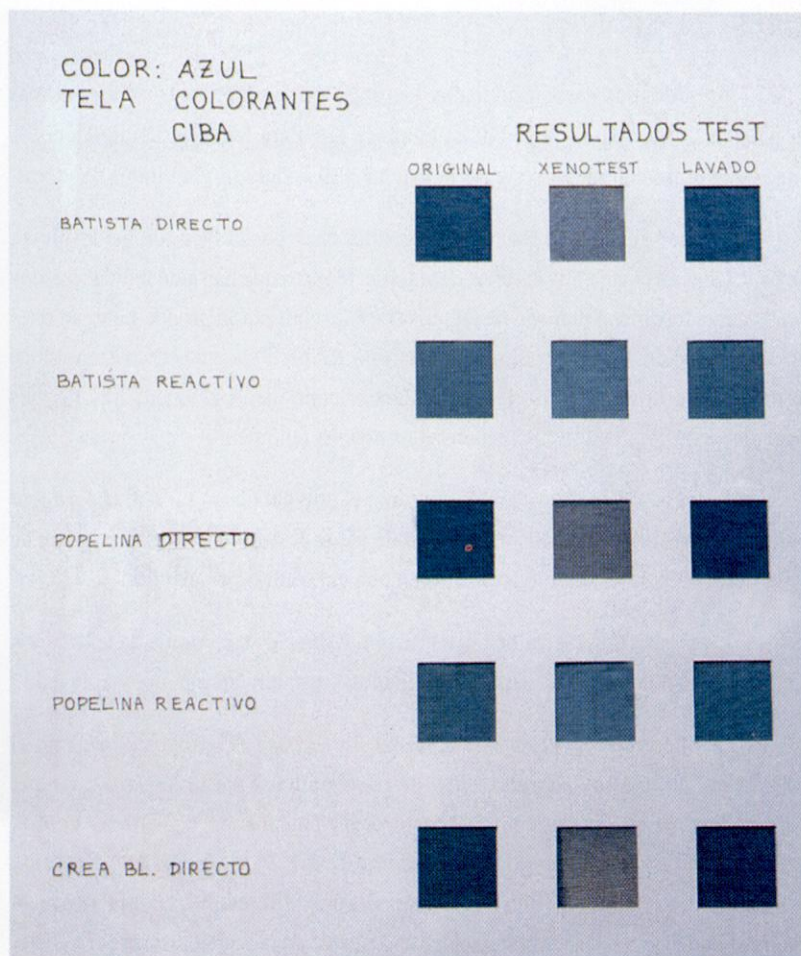 COLOR: AZUL
TELA COLORANTES
CIBA
RESULTADOS TEST
ORIGINAL XENOTEST LAVADO
BATISTA DIRECTO
BATISTA REACTIVO
POPELINA DIRECTO
POPELINA REACTIVO
CREA BL. DIRECTO